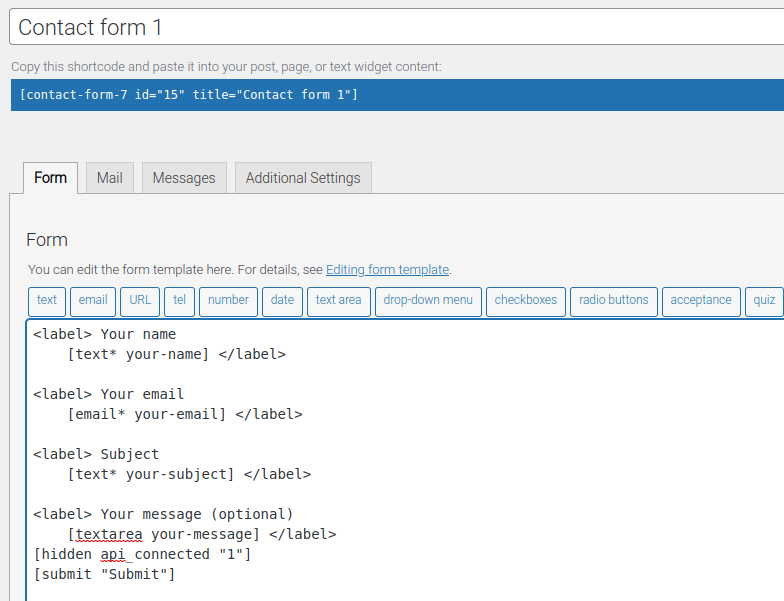 Contact form 1
Copy this shortcode and paste it into your post, page, or text widget content:
[contact-form-7 id="15" title="Contact form 1"]
Form Mail Messages Additional Settings
Form
You can edit the form template here. For details, see Editing form template.
text email URL tel number date text area drop-down menu checkboxes radio buttons acceptance quiz
<label> Your name
    [text* your-name] </label>
<label> Your email
    [email* your-email] </label>
<label> Subject
    [text* your-subject] </label>
<label> Your message (optional)
    [textarea your-message] </label>
[hidden api_connected "1"]
[submit "Submit"]